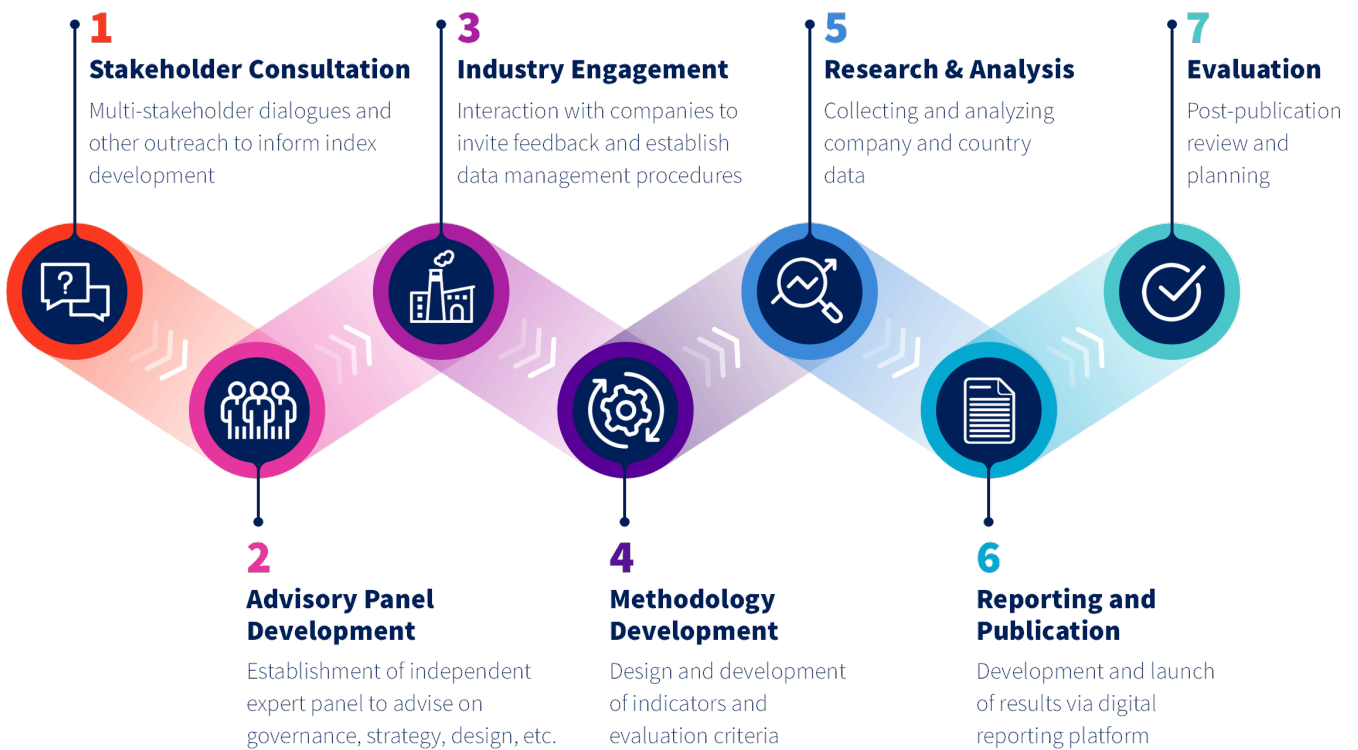 1
Stakeholder Consultation
Multi-stakeholder dialogues and
other outreach to inform index
development
2
Advisory Panel
Development
Establishment of independent
expert panel to advise on
governance, strategy, design, etc.
3
Industry Engagement
Interaction with companies to
invite feedback and establish
data management procedures
4
Methodology
Development
Design and development
of indicators and
evaluation criteria
5
Research & Analysis
Collecting and analyzing
company and country
data
6
Reporting and
Publication
Development and launch
of results via digital
reporting platform
7
Evaluation
Post-publication
review and
planning
?